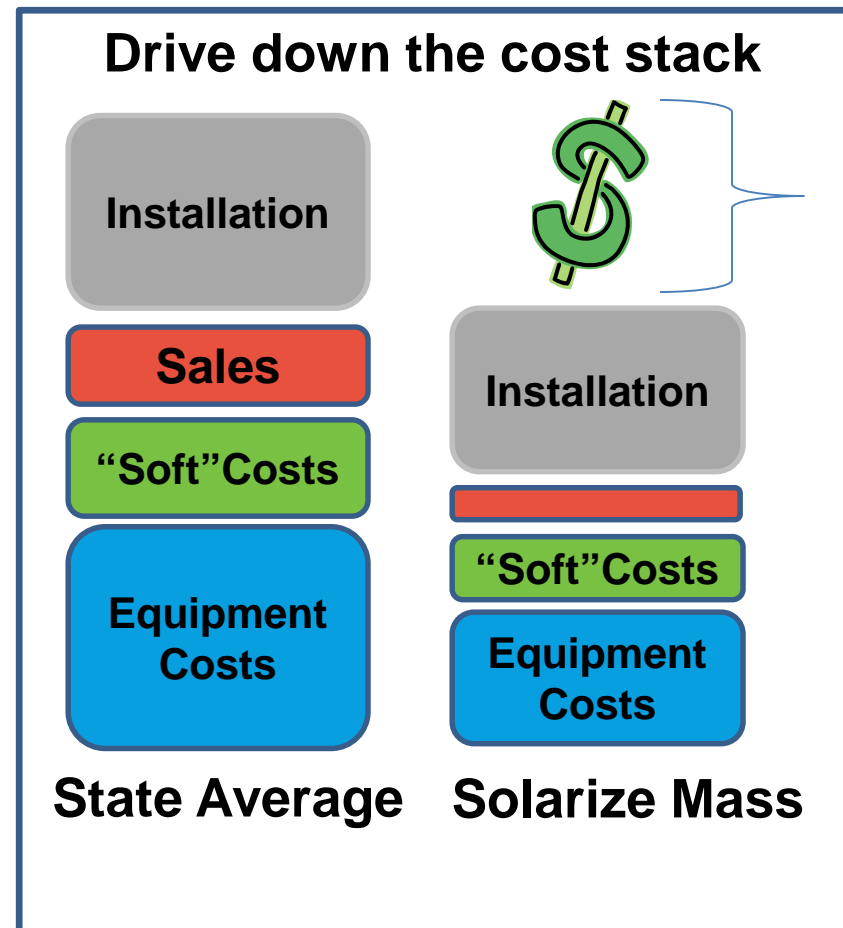 Drive down the cost stack
Installation
Sales
“Soft”Costs
Equipment
Costs
State Average
Installation
“Soft”Costs
Equipment
Costs
Solarize Mass